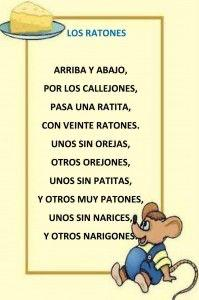 LOS RATONES
ARRIBA Y ABAJO,
POR LOS CALLEJONES,
PASA UNA RATITA,
CON VEINTE RATONES.
UNOS SIN OREJAS,
OTROS OREJONES,
UNOS SIN PATITAS,
Y OTROS MUY PATONES,
UNOS SIN NARICES,
Y OTROS NARIGONES.